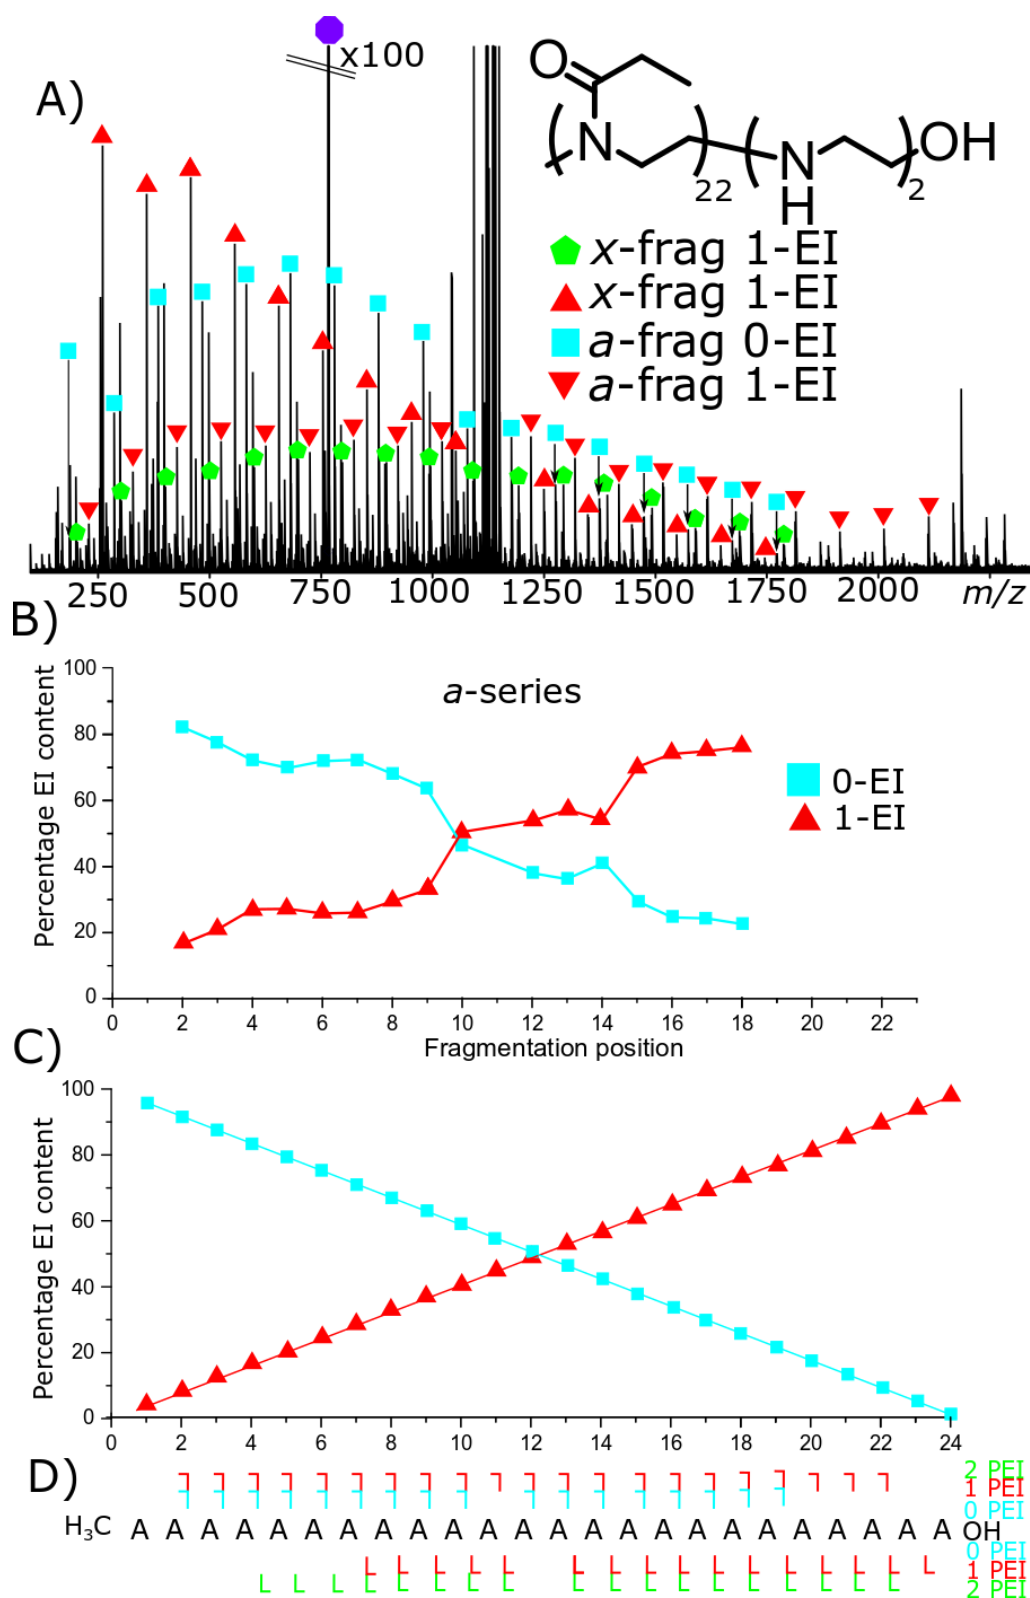 A)
x100
O
N
22
N
H
2
OH
x-frag 1-EI
x-frag 1-EI
a-frag 0-EI
a-frag 1-EI
250 500 750 1000 1250 1500 1750 2000 m/z
B)
a-series
Percentage EI content
100
80
60
40
20
0
0-EI
1-EI
0 2 4 6 8 10 12 14 16 18 20 22
Fragmentation position
C)
Percentage EI content
100
80
60
40
20
0
0 2 4 6 8 10 12 14 16 18 20 22 24
D)
2 PEI
1 PEI
0 PEI
H3C A A A A A A A A A A A A A A A A A A A A A A A A OH
0 PEI
1 PEI
2 PEI